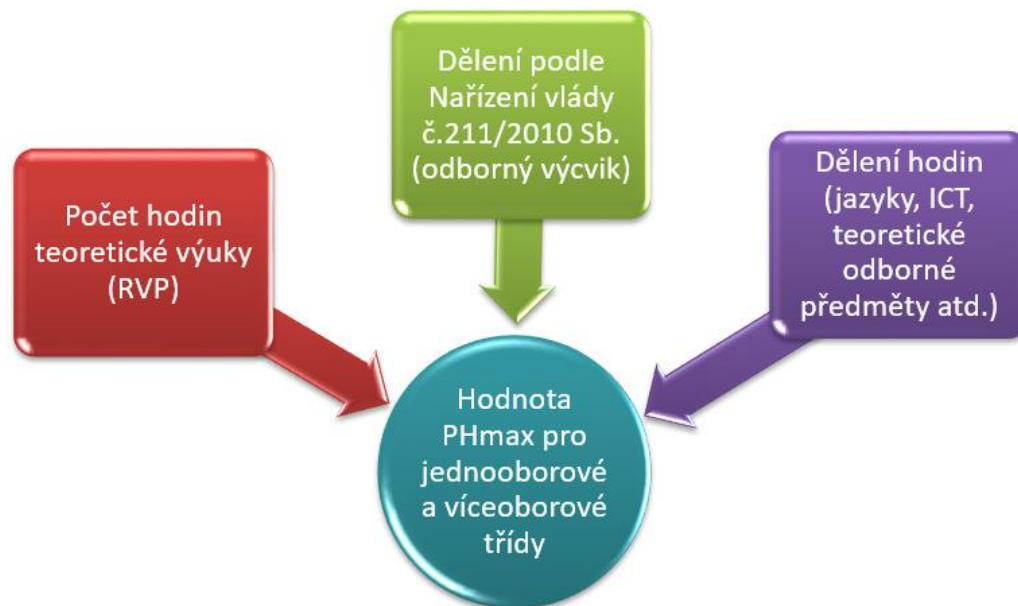 Počet hodin
teoretické výuky
(RVP)
Dělení podle
Nařízení vlády
č.211/2010 Sb.
(odborný výcvik)
Dělení hodin
(jazyky, ICT,
teoretické
odborné
předměty atd.)
Hodnota
PHmax pro
jednooborové
a víceoborové
třídy